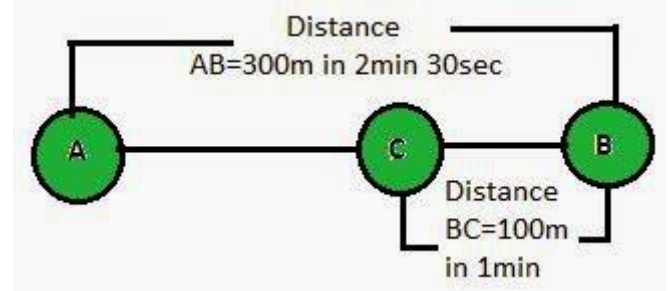 Distance
AB=300m in 2min 30sec
A
C
B
Distance
BC=100m
in 1min